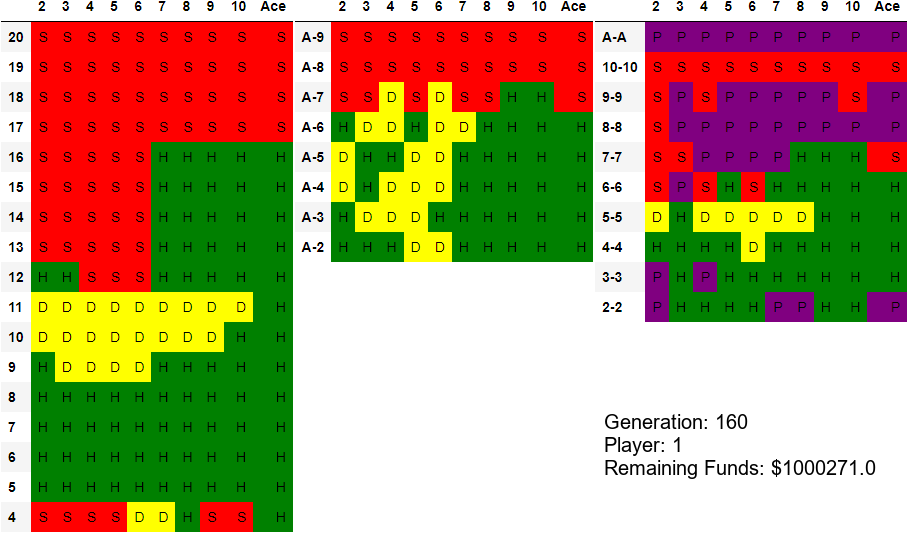 2 3 4 5 6 7 8 9 10 Ace
20 S S S S S S S S S S
19 S S S S S S S S S S
18 S S S S S S S S S S
17 S S S S S S S S S S
16 S S S S S H H H H H
15 S S S S S H H H H H
14 S S S S S H H H H H
13 S S S S S H H H H H
12 H H S S S H H H H H
11 D D D D D D D D D H
10 D D D D D D D D H H
9 H D D D D H H H H H
8 H H H H H H H H H H
7 H H H H H H H H H H
6 H H H H H H H H H H
5 H H H H H H H H H H
4 S S S S D D H S S H
2 3 4 5 6 7 8 9 10 Ace
A-9 S S S S S S S S S S
A-8 S S S S S S S S S S
A-7 S S D S D S S H H S
A-6 H D D H D D H H H H
A-5 D H H D D H H H H H
A-4 D H D D D H H H H H
A-3 H D D D H H H H H H
A-2 H H H D D H H H H H
2 3 4 5 6 7 8 9 10 Ace
A-A P P P P P P P P P P
10-10 S S S S S S S S S S
9-9 S P S P P P P P S P
8-8 S P P P P P P P P P
7-7 S S P P P P H H H S
6-6 S P S H S H H H H H
5-5 D H D D D D D H H H
4-4 H H H H D H H H H H
3-3 P H P H H H H H H H
2-2 P H H H H P P H H P
Generation: 160
Player: 1
Remaining Funds: $1000271.0